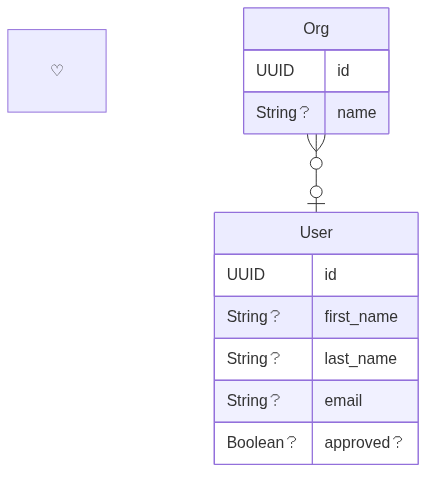 ♡
Org
UUID id
String? name
User
UUID id
String? first_name
String? last_name
String? email
Boolean? approved?